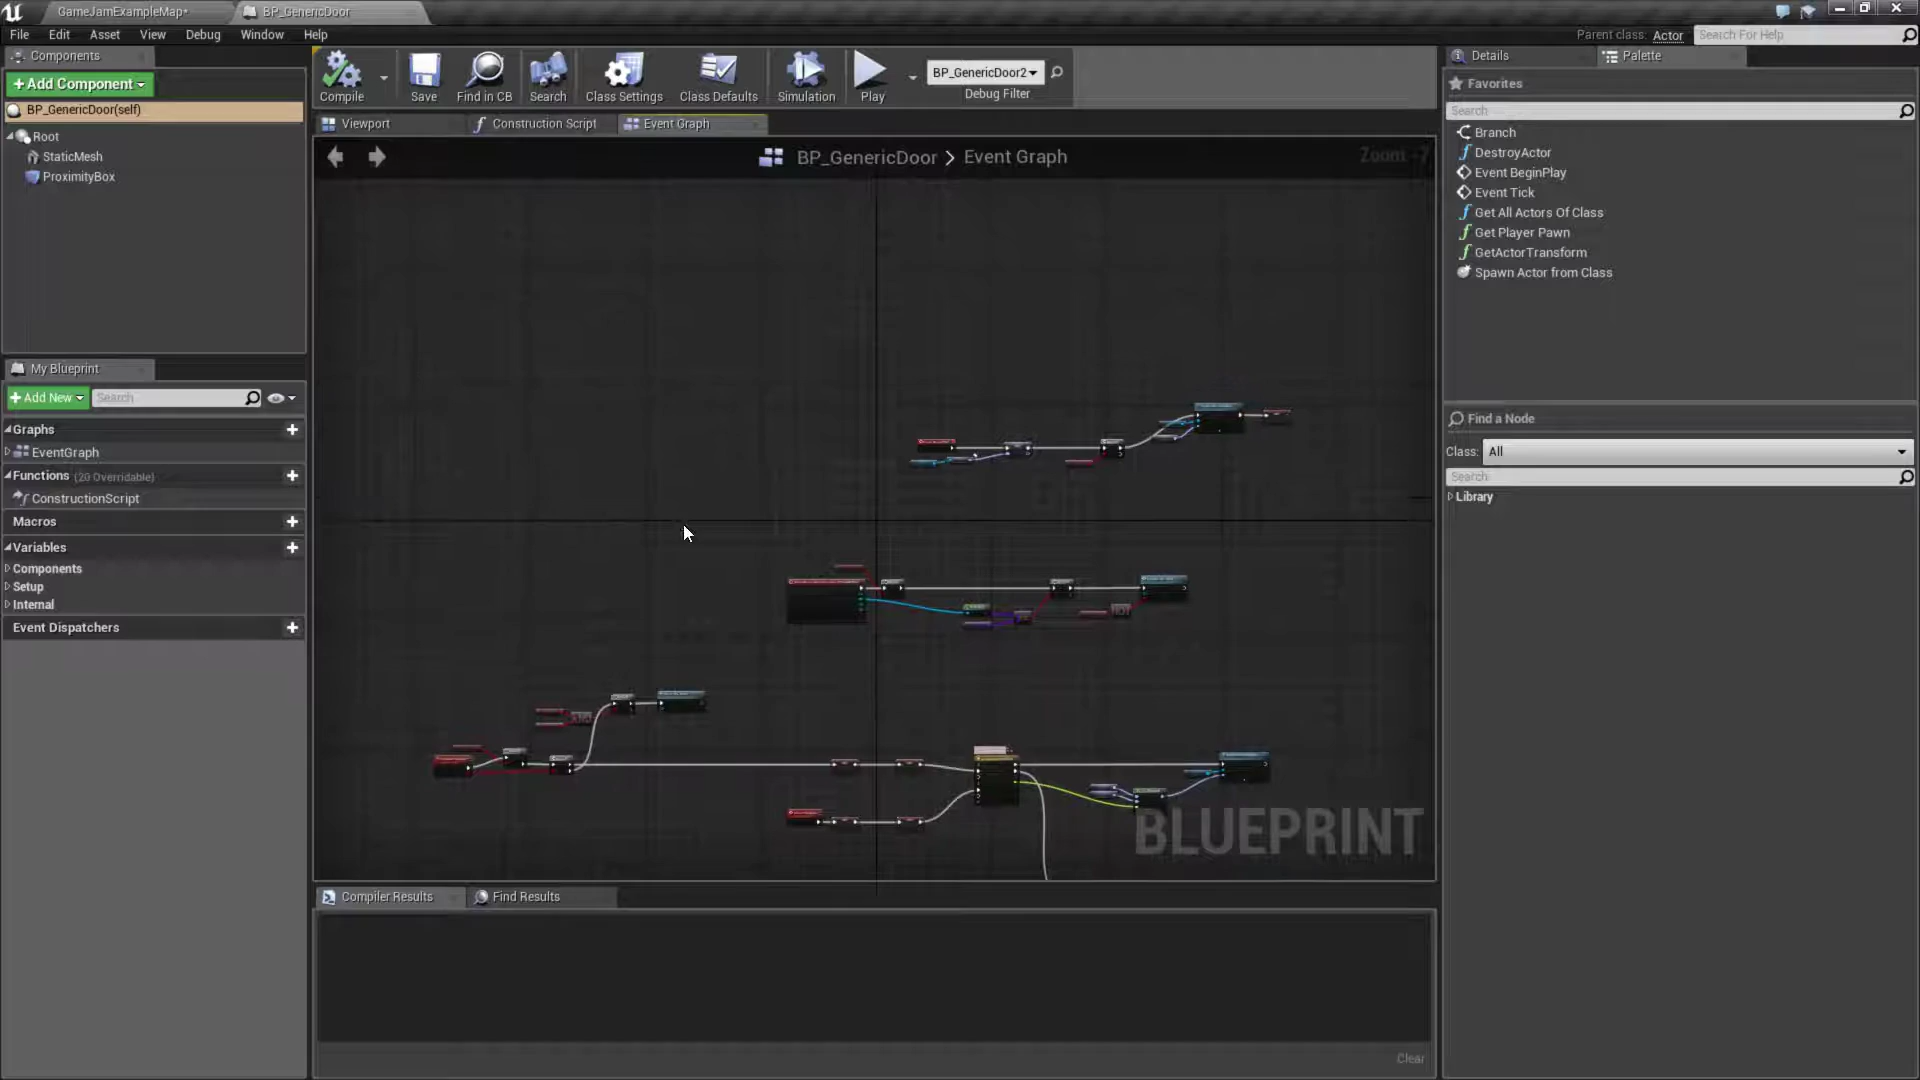 GameJamExampleMap*
BP_GenericDoor
File Edit Asset View Debug Window Help
Parent class: Actor
Search For Help
Components
+Add Component
BP_GenericDoor(self)
Root
StaticMesh
ProximityBox
Compile
Save
Find in CB
Search
Class Settings
Class Defaults
Simulation
Play
BP_GenericDoor2
Debug Filter
Viewport
Construction Script
Event Graph
BP_GenericDoor > Event Graph
Zoom -7
BLUEPRINT
My Blueprint
+Add New
Search
Graphs
EventGraph
Functions (20 Overridable)
ConstructionScript
Macros
Variables
Components
Setup
Internal
Event Dispatchers
Compiler Results
Find Results
Clear
Details
Palette
Favorites
Search
Branch
DestroyActor
Event BeginPlay
Event Tick
Get All Actors Of Class
Get Player Pawn
GetActorTransform
Spawn Actor from Class
Find a Node
Class: All
Search
Library